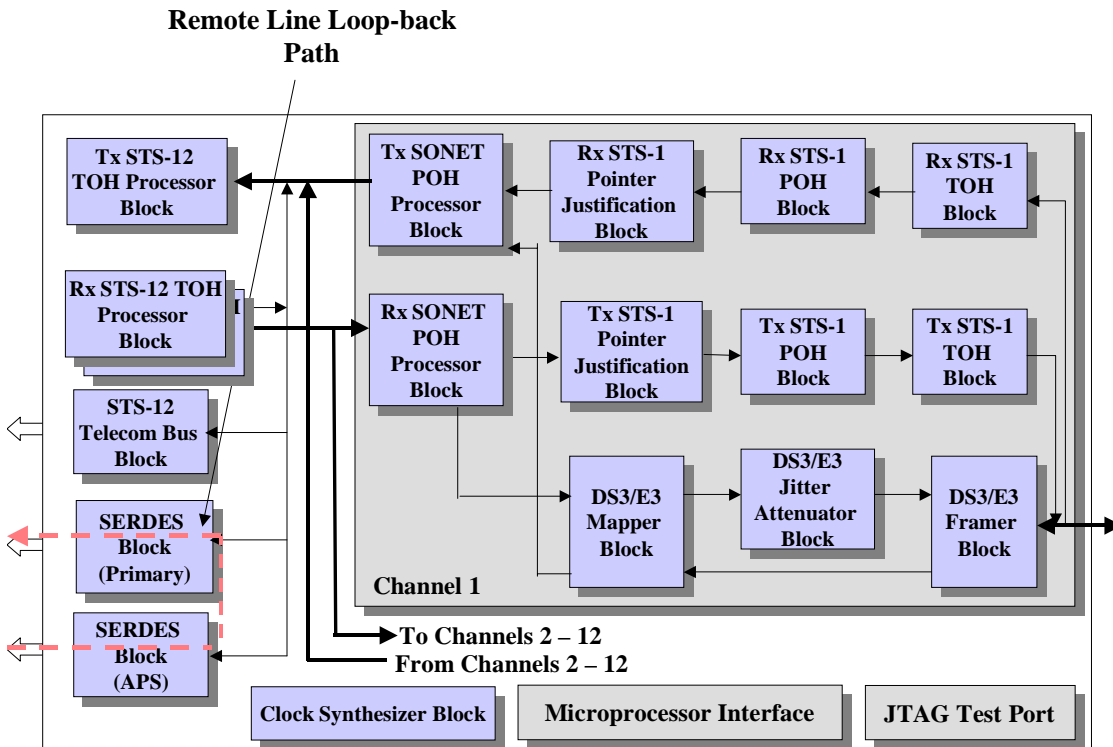 Remote Line Loop-back
Path
Tx STS-12
TOH Processor
Block
Tx SONET
POH
Processor
Block
Rx STS-1
Pointer
Justification
Block
Rx STS-1
POH
Block
Rx STS-1
TOH
Block
Rx STS-12 TOH
Processor
Block
Rx SONET
POH
Processor
Block
Tx STS-1
Pointer
Justification
Block
Tx STS-1
POH
Block
Tx STS-1
TOH
Block
STS-12
Telecom Bus
Block
DS3/E3
Mapper
Block
DS3/E3
Jitter
Attenuator
Block
DS3/E3
Framer
Block
SERDES
Block
(Primary)
Channel 1
SERDES
Block
(APS)
To Channels 2 – 12
From Channels 2 – 12
Clock Synthesizer Block
Microprocessor Interface
JTAG Test Port